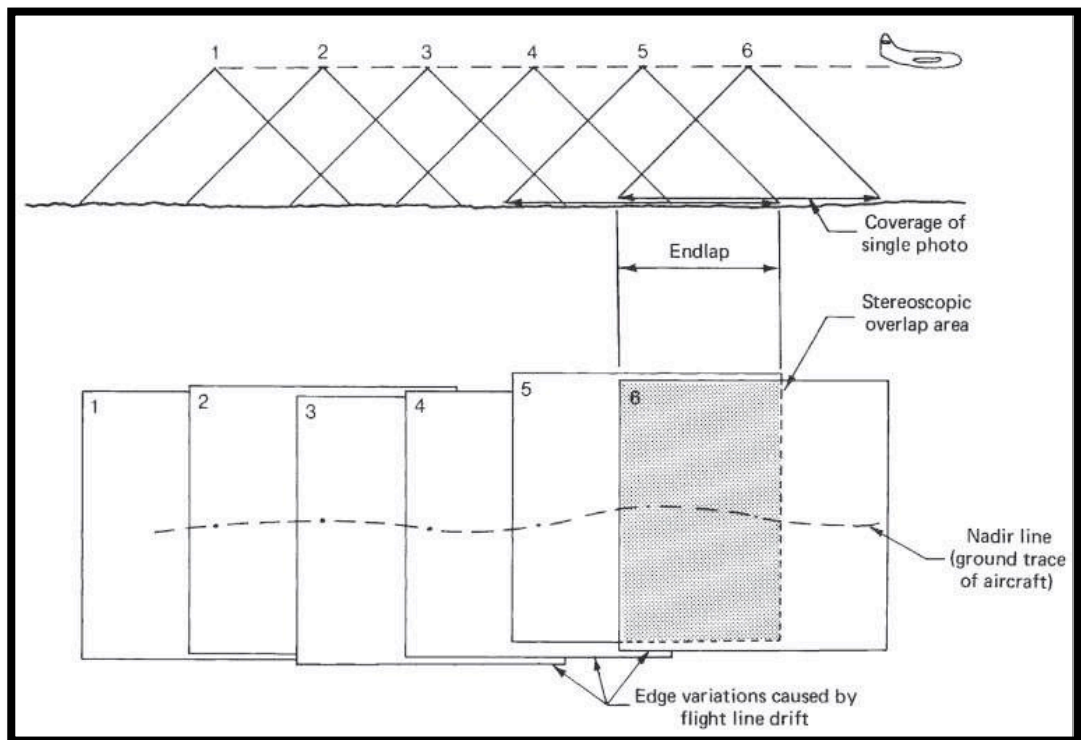 1 2 3 4 5 6
Coverage of
single photo
Endlap
Stereoscopic
overlap area
1
2
3
4
5
6
Nadir line
(ground trace
of aircraft)
Edge variations caused by
flight line drift